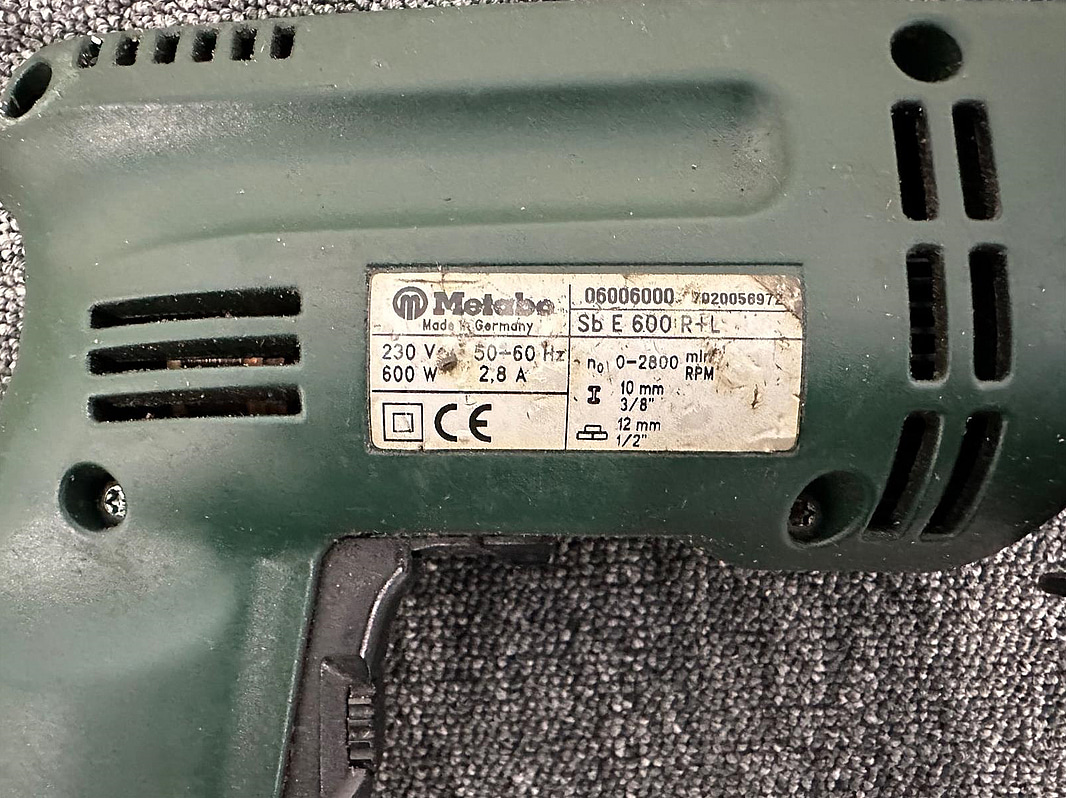 Metabo
Made in Germany
230 V~ 50-60 Hz
600 W 2,8 A
CE
06006000 7020056972
Sb E 600 R+L
n₀ 0-2800 min⁻¹ RPM
10 mm
3/8"
12 mm
1/2"